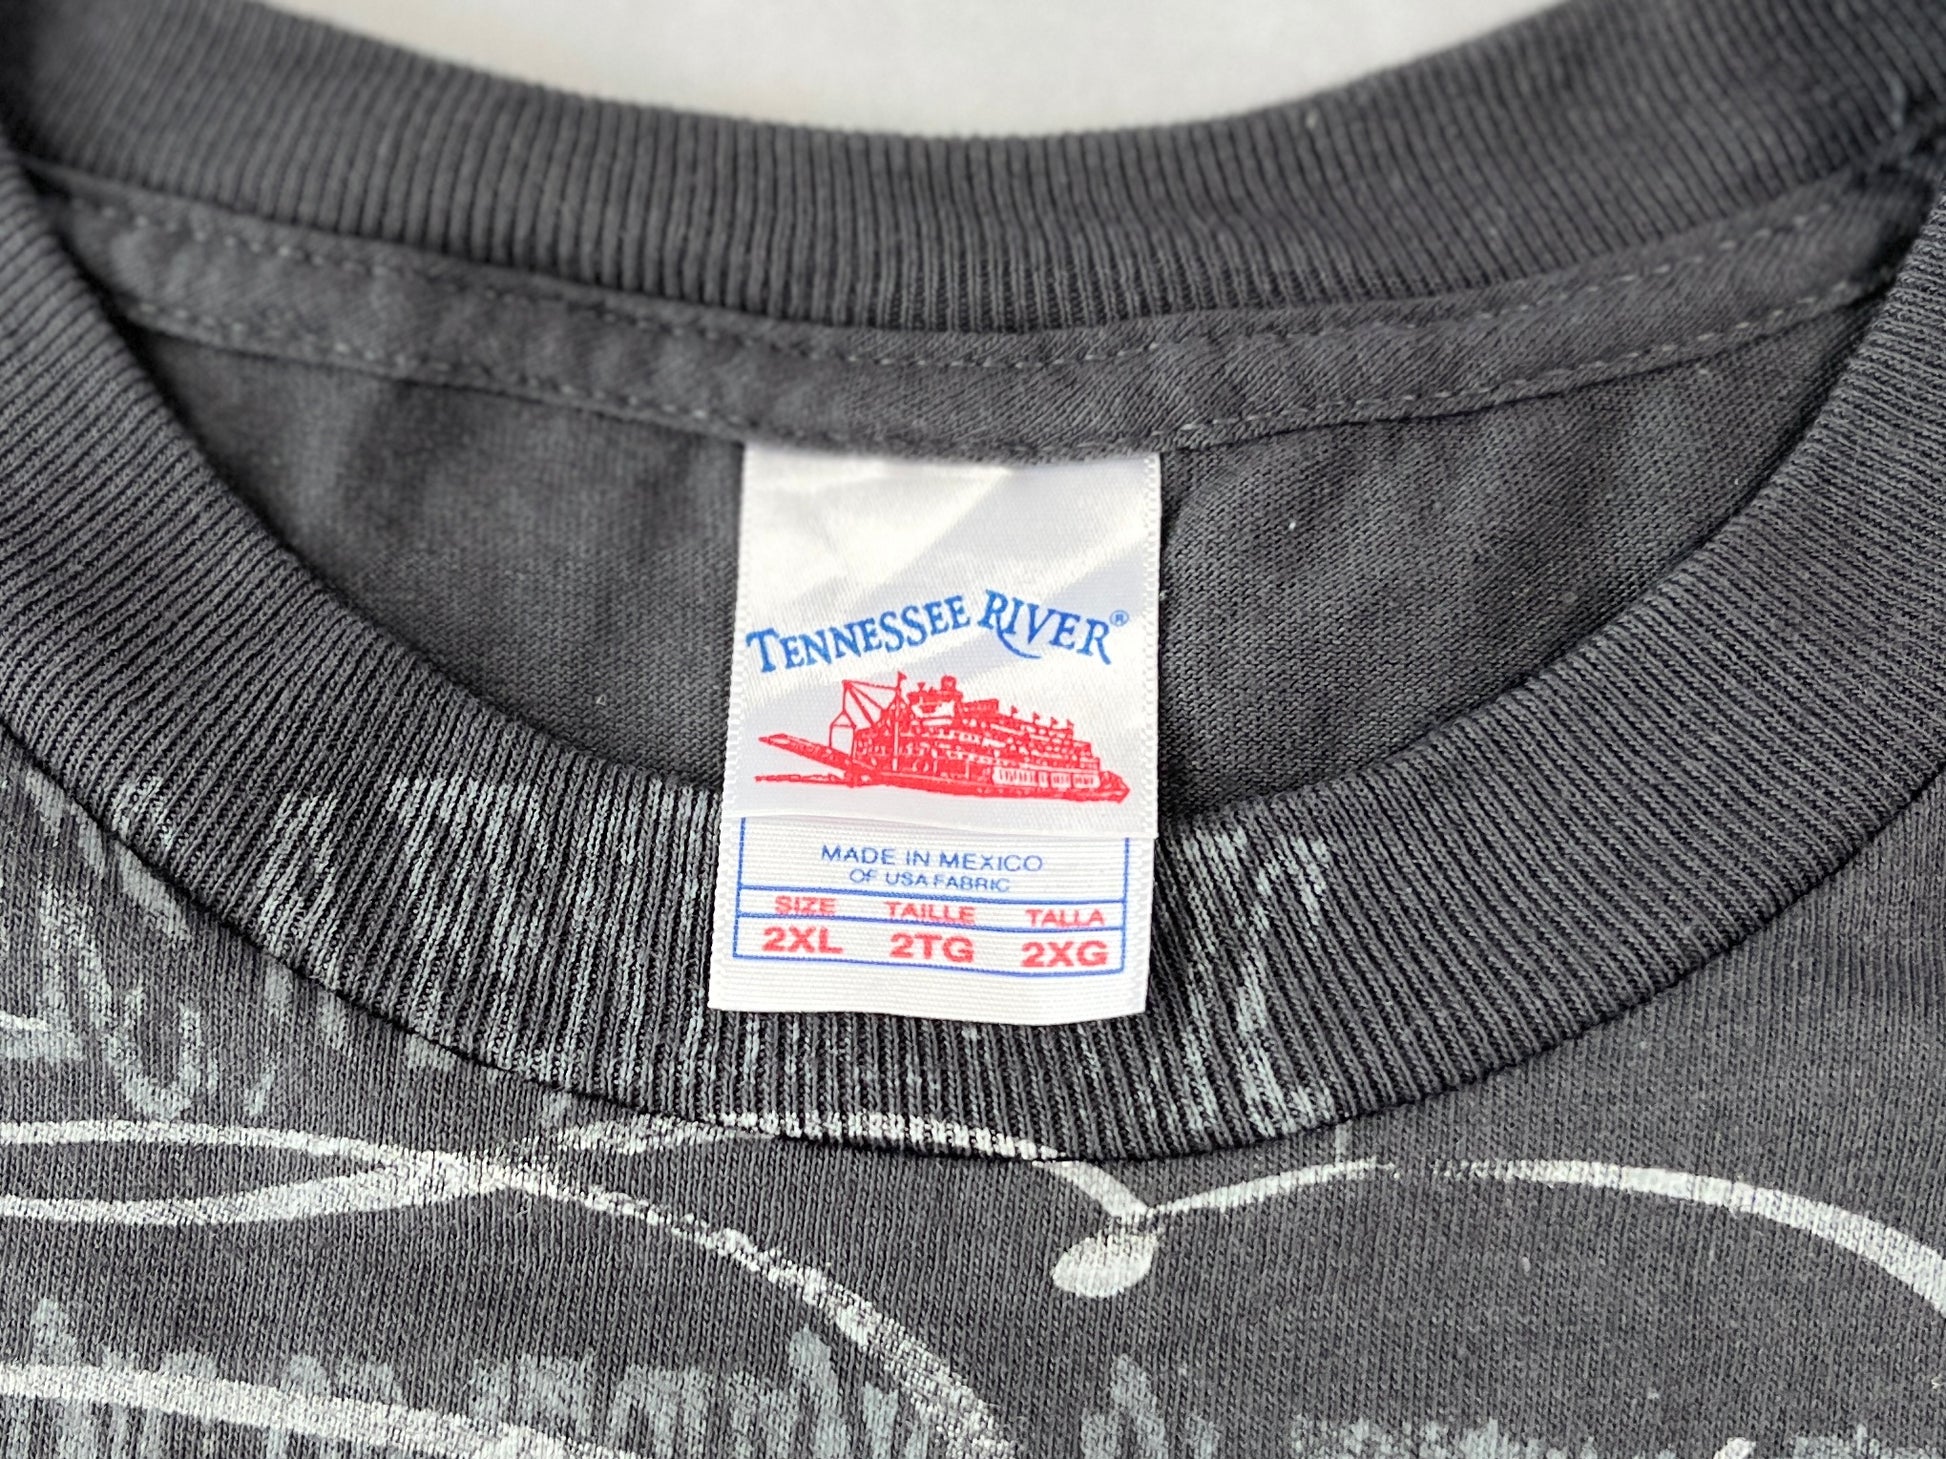 TENNESSEE RIVER®
MADE IN MEXICO
OF USA FABRIC
SIZE TAILLE TALLA
2XL 2TG 2XG